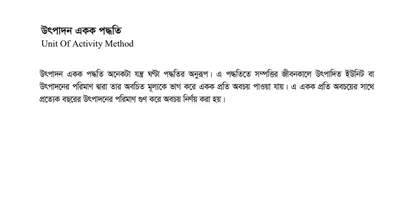 উৎপাদন একক পদ্ধতি
Unit Of Activity Method
উৎপাদন একক পদ্ধতি অনেকটা যন্ত্র ঘণ্টা পদ্ধতির অনুরূপ। এ পদ্ধতিতে সম্পত্তির জীবনকালে উৎপাদিত ইউনিট বা
উৎপাদনের পরিমাণ দ্বারা তার অবচিত মূল্যকে ভাগ করে একক প্রতি অবচয় পাওয়া যায়। এ একক প্রতি অবচয়ের সাথে
প্রত্যেক বছরের উৎপাদনের পরিমাণ গুণ করে অবচয় নির্ণয় করা হয়।